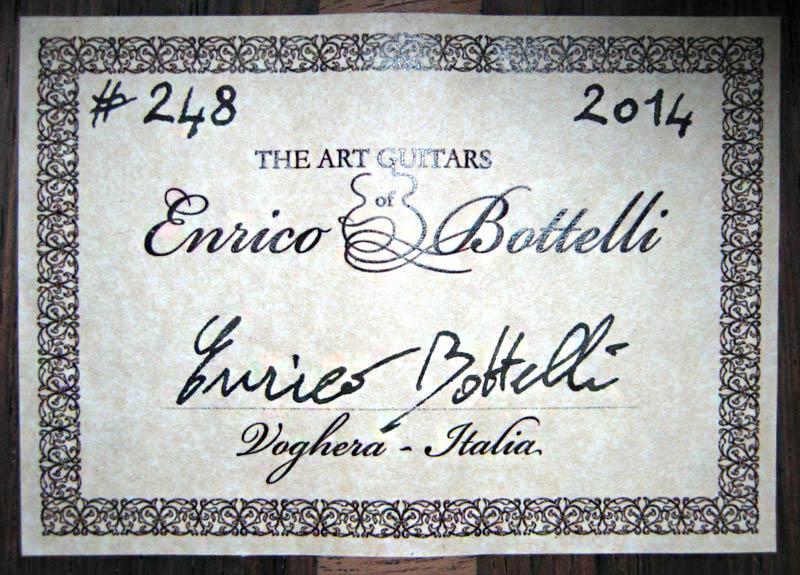 # 248 2014
THE ART GUITARS
of
Enrico Bottelli
Enrico Bottelli
Voghera - Italia